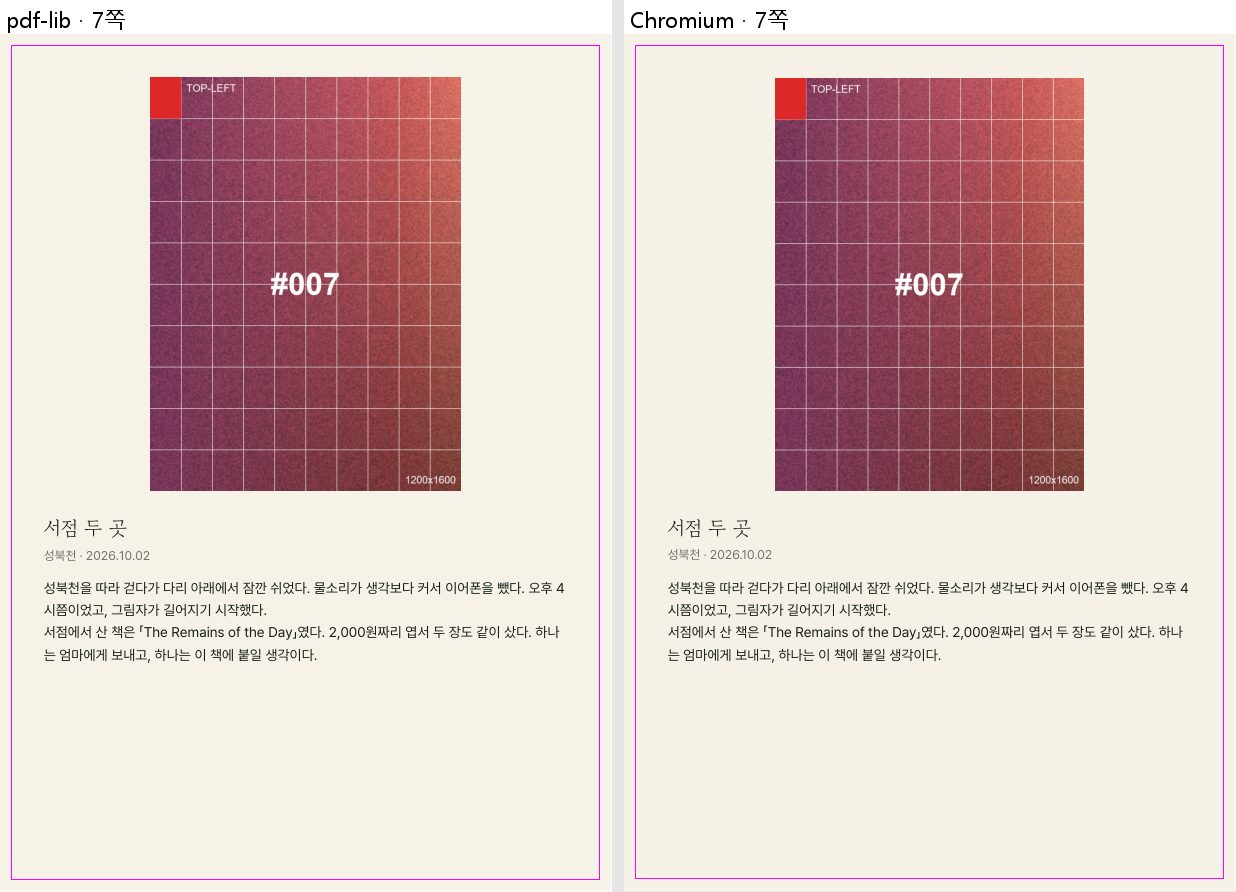 pdf-lib · 7쪽
TOP-LEFT
#007
1200x1600
서점 두 곳
성북천 · 2026.10.02
성북천을 따라 걷다가 다리 아래에서 잠깐 쉬었다. 물소리가 생각보다 커서 이어폰을 뺐다. 오후 4
시쯤이었고, 그림자가 길어지기 시작했다.
서점에서 산 책은 「The Remains of the Day」였다. 2,000원짜리 엽서 두 장도 같이 샀다. 하나
는 엄마에게 보내고, 하나는 이 책에 붙일 생각이다.
Chromium · 7쪽
TOP-LEFT
#007
1200x1600
서점 두 곳
성북천 · 2026.10.02
성북천을 따라 걷다가 다리 아래에서 잠깐 쉬었다. 물소리가 생각보다 커서 이어폰을 뺐다. 오후 4
시쯤이었고, 그림자가 길어지기 시작했다.
서점에서 산 책은 「The Remains of the Day」였다. 2,000원짜리 엽서 두 장도 같이 샀다. 하나
는 엄마에게 보내고, 하나는 이 책에 붙일 생각이다.